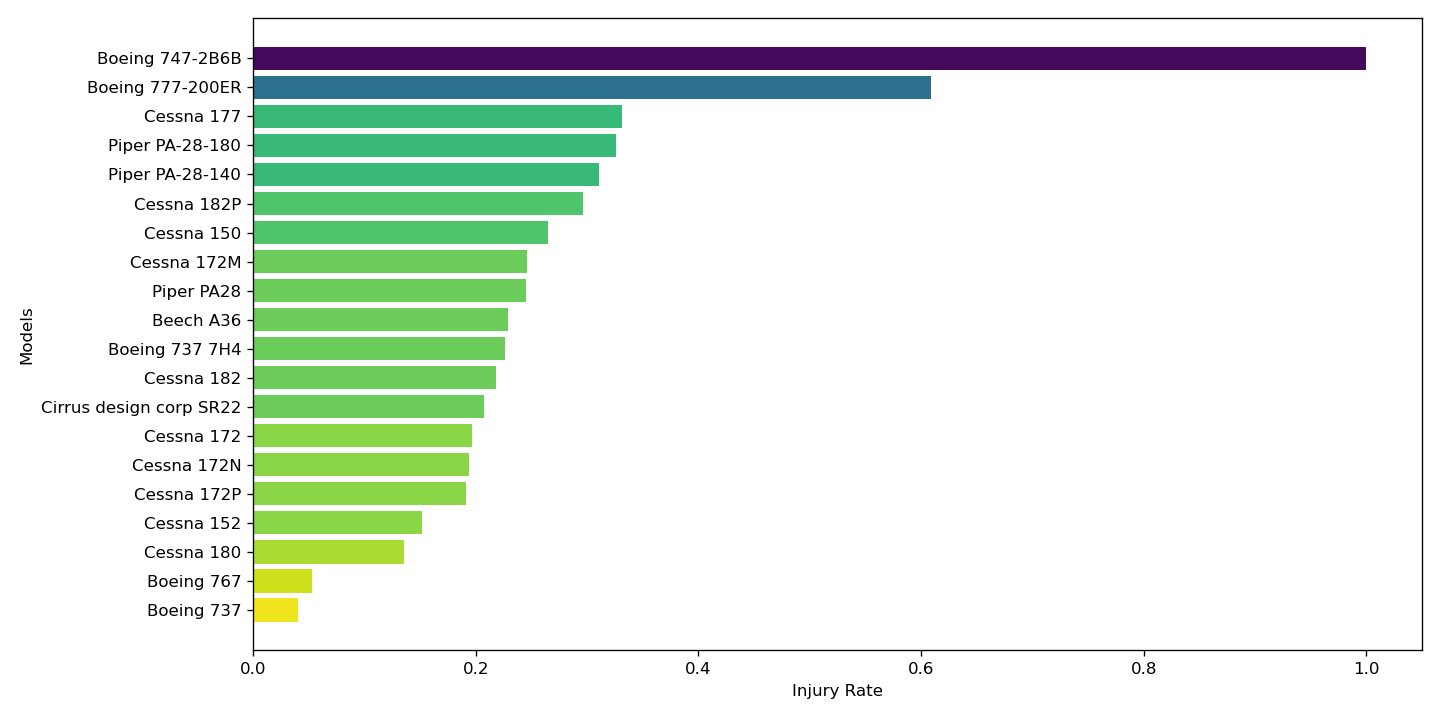 Models
Boeing 747-2B6B
Boeing 777-200ER
Cessna 177
Piper PA-28-180
Piper PA-28-140
Cessna 182P
Cessna 150
Cessna 172M
Piper PA28
Beech A36
Boeing 737 7H4
Cessna 182
Cirrus design corp SR22
Cessna 172
Cessna 172N
Cessna 172P
Cessna 152
Cessna 180
Boeing 767
Boeing 737
0.0 0.2 0.4 0.6 0.8 1.0
Injury Rate